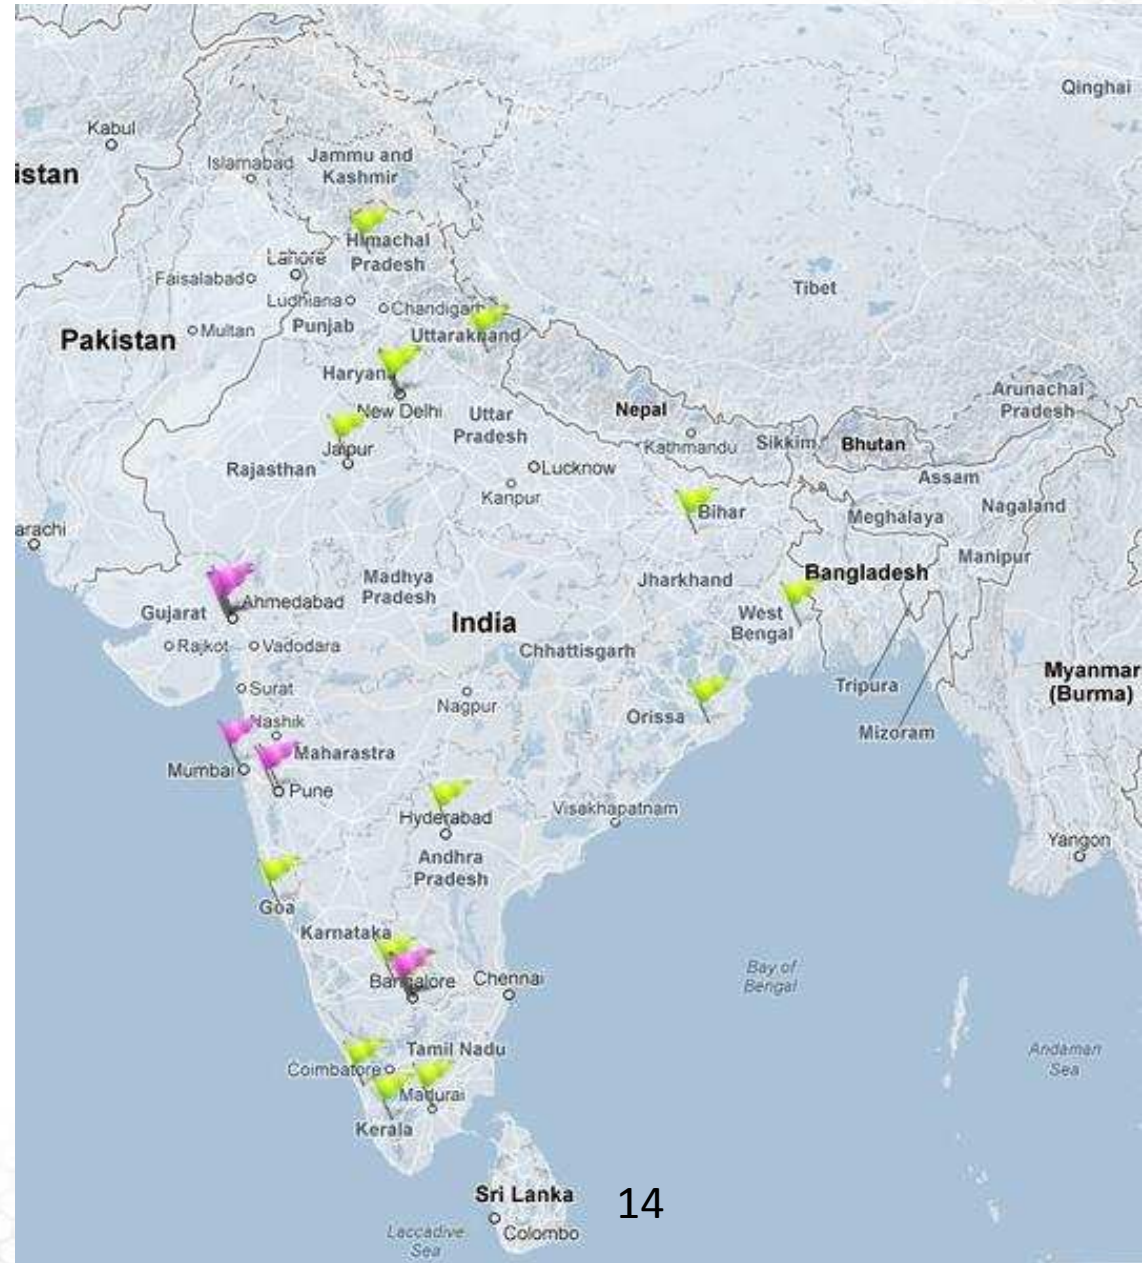 Qinghai
Kabul
Islamabad
Jammu and
Kashmir
istan
Himachal
Pradesh
Lahore
Faisalabad
Tibet
Ludhiana
Chandigarh
Punjab
Multan
Pakistan
Uttarakhand
Haryan
New Delhi
Nepal
Arunachal
Pradesh
Uttar
Pradesh
Kathmandu
Sikkim
Bhutan
Jaipur
Rajasthan
Lucknow
Assam
Kanpur
Nagaland
Bihar
Meghalaya
arachi
Manipur
Madhya
Pradesh
Jharkhand
Bangladesh
Ahmedabad
Gujarat
India
West
Bengal
Rajkot
Vadodara
Chhattisgarh
Myanmar
(Burma)
Tripura
Surat
Nagpur
Orissa
Nashik
Mizoram
Maharastra
Mumbai
Pune
Hyderabad
Visakhapatnam
Yangon
Andhra
Pradesh
Goa
Karnataka
Bangalore
Chennai
Bay of
Bengal
Tamil Nadu
Coimbatore
Andaman
Sea
Madurai
Kerala
Sri Lanka
14
Colombo
Laccadive
Sea